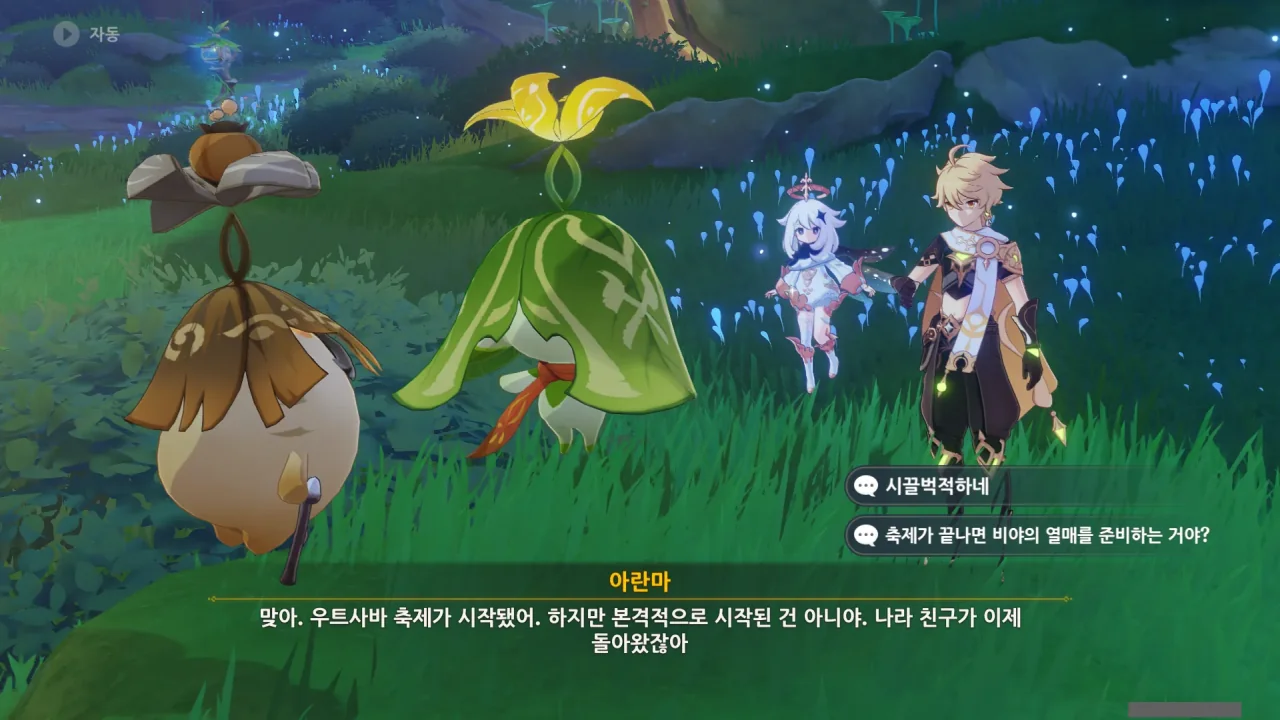 자동
시끌벅적하네
축제가 끝나면 비야의 열매를 준비하는 거야?
아란마
맞아. 우트사바 축제가 시작됐어. 하지만 본격적으로 시작된 건 아니야. 나라 친구가 이제
돌아왔잖아